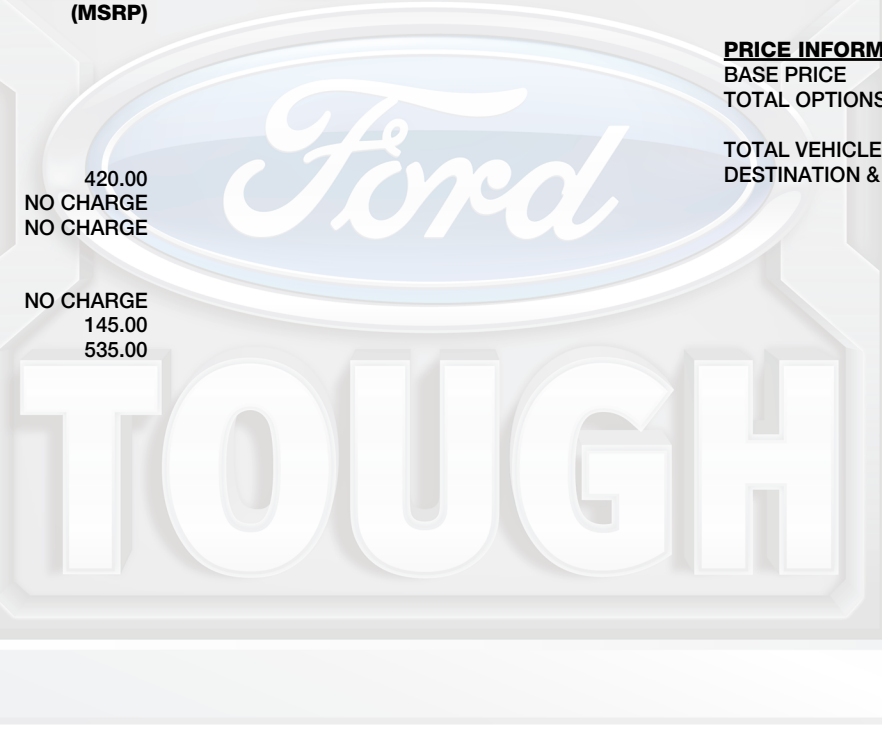 (MSRP)
420.00
NO CHARGE
NO CHARGE
NO CHARGE
145.00
535.00
PRICE INFORM
BASE PRICE
TOTAL OPTIONS
TOTAL VEHICLE
DESTINATION &
Ford
TOUGH